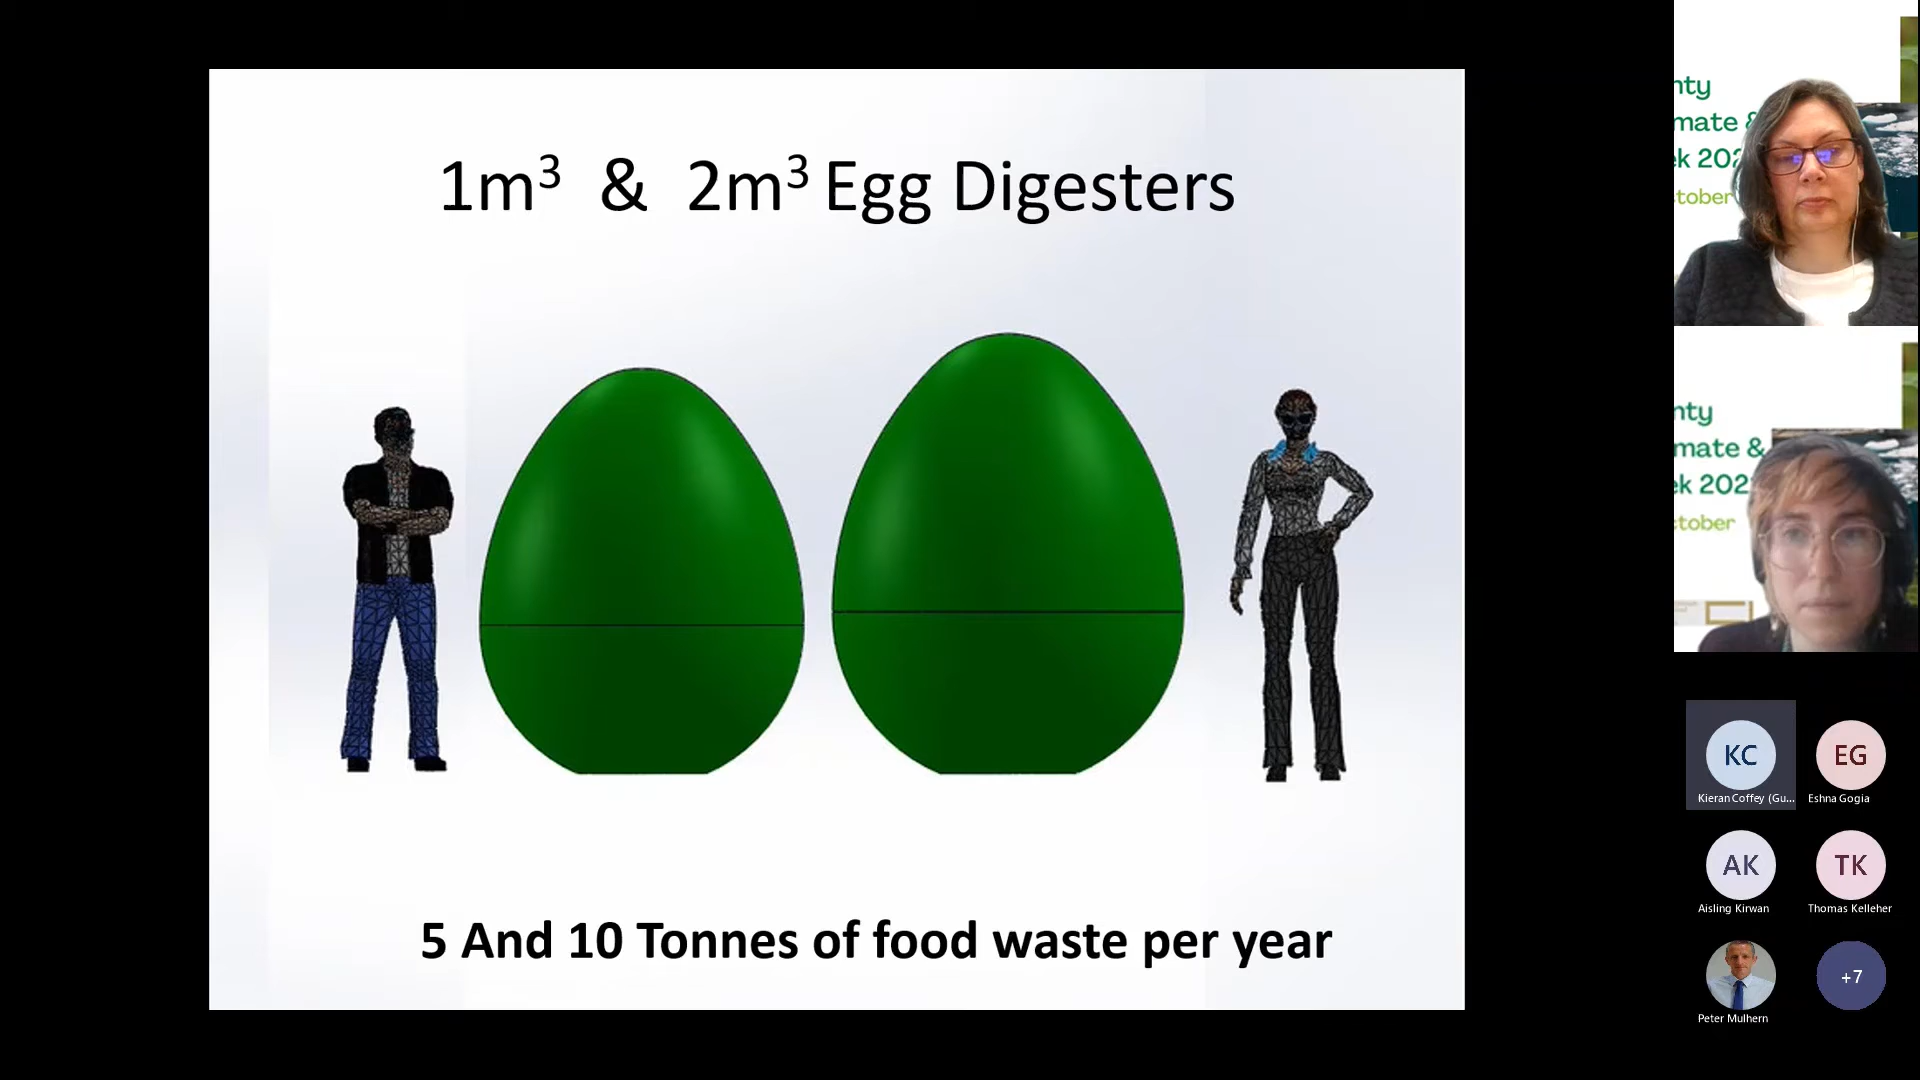 1m³ & 2m³ Egg Digesters
5 And 10 Tonnes of food waste per year
nty
mate &
ek 202
tober
nty
mate &
ek 202
ctober
KC
Kieran Coffey (Gu...
EG
Eshna Gogia
AK
Aisling Kirwan
TK
Thomas Kelleher
Peter Mulhern
+7